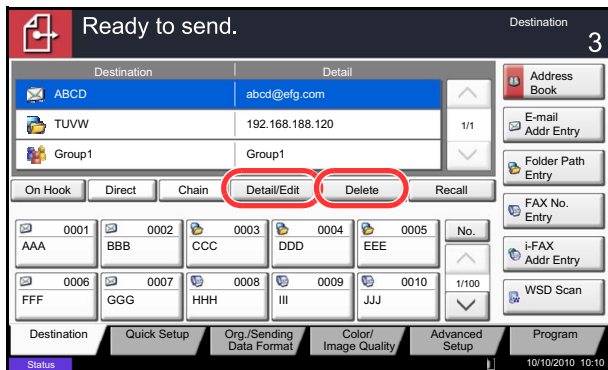 Ready to send.
Destination
3
Destination Detail
ABCD abcd@efg.com
TUVW 192.168.188.120 1/1
Group1 Group1
On Hook Direct Chain Detail/Edit Delete Recall
0001 0002 0003 0004 0005 No.
AAA BBB CCC DDD EEE
0006 0007 0008 0009 0010 1/100
FFF GGG HHH III JJJ
Address
Book
E-mail
Addr Entry
Folder Path
Entry
FAX No.
Entry
i-FAX
Addr Entry
WSD Scan
Destination Quick Setup Org./Sending
Data Format Color/
Image Quality Advanced
Setup Program
Status 10/10/2010 10:10